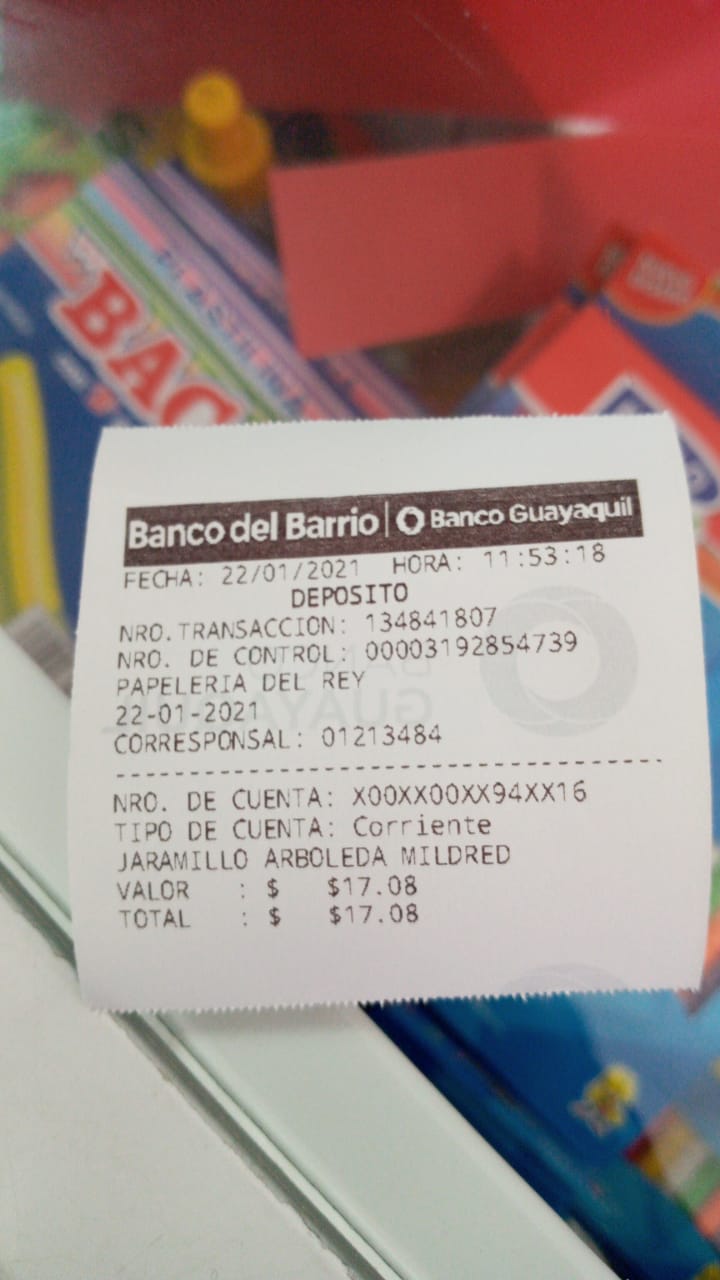 PLASTILINA
BAC
Banco del Barrio | Banco Guayaquil
FECHA: 22/01/2021 HORA: 11:53:18
DEPOSITO
NRO.TRANSACCION: 134841807
NRO. DE CONTROL: 00003192854739
PAPELERIA DEL REY
22-01-2021
CORRESPONSAL: 01213484
NRO. DE CUENTA: X00XX00XX94XX16
TIPO DE CUENTA: Corriente
JARAMILLO ARBOLEDA MILDRED
VALOR : $ $17.08
TOTAL : $ $17.08